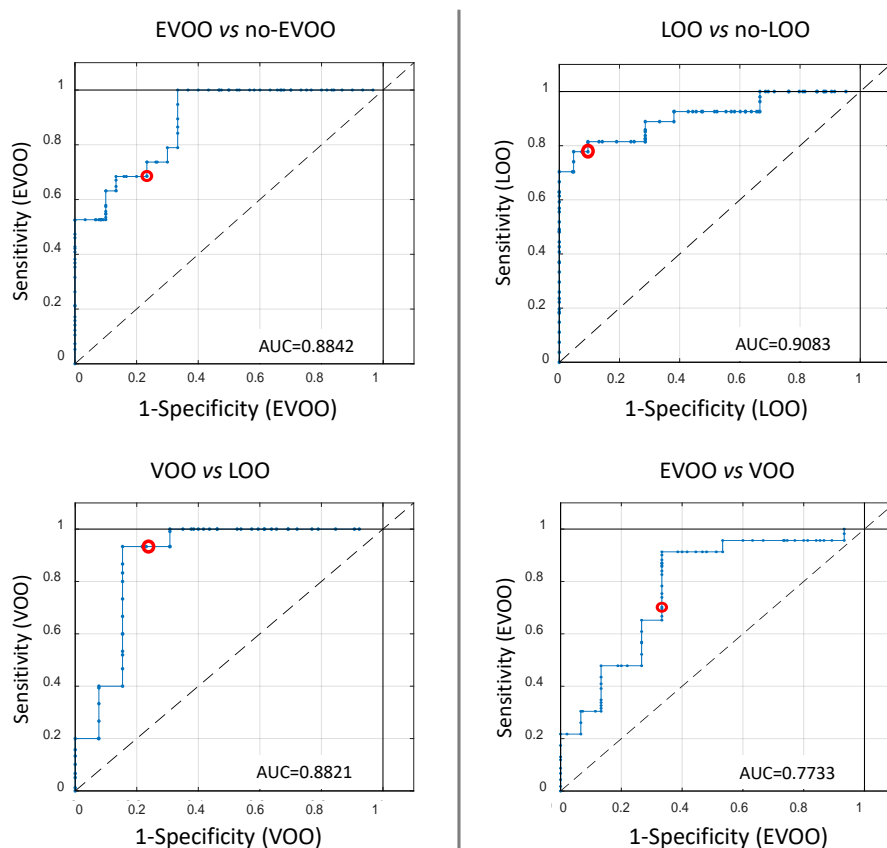 EVOO vs no-EVOO
1
0.8
0.6
0.4
0.2
0
Sensitivity (EVOO)
AUC=0.8842
0 0.2 0.4 0.6 0.8 1
1-Specificity (EVOO)
LOO vs no-LOO
1
0.8
0.6
0.4
0.2
0
Sensitivity (LOO)
AUC=0.9083
0 0.2 0.4 0.6 0.8 1
1-Specificity (LOO)
VOO vs LOO
1
0.8
0.6
0.4
0.2
0
Sensitivity (VOO)
AUC=0.8821
0 0.2 0.4 0.6 0.8 1
1-Specificity (VOO)
EVOO vs VOO
1
0.8
0.6
0.4
0.2
0
Sensitivity (EVOO)
AUC=0.7733
0 0.2 0.4 0.6 0.8 1
1-Specificity (EVOO)